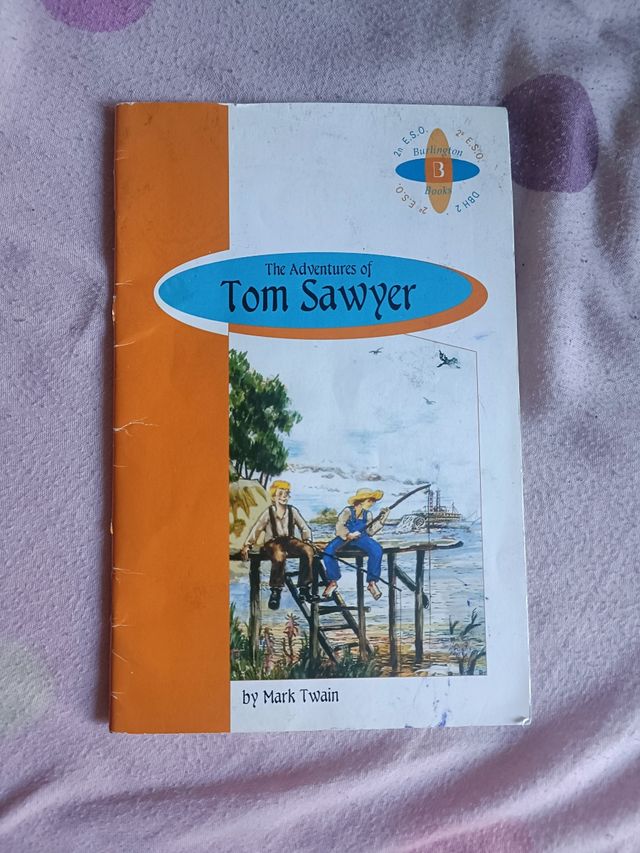 2n E.S.O.
2º E.S.O.
Burlington
B
Books
2º E.S.O.
DBH 2
The Adventures of
Tom Sawyer
by Mark Twain